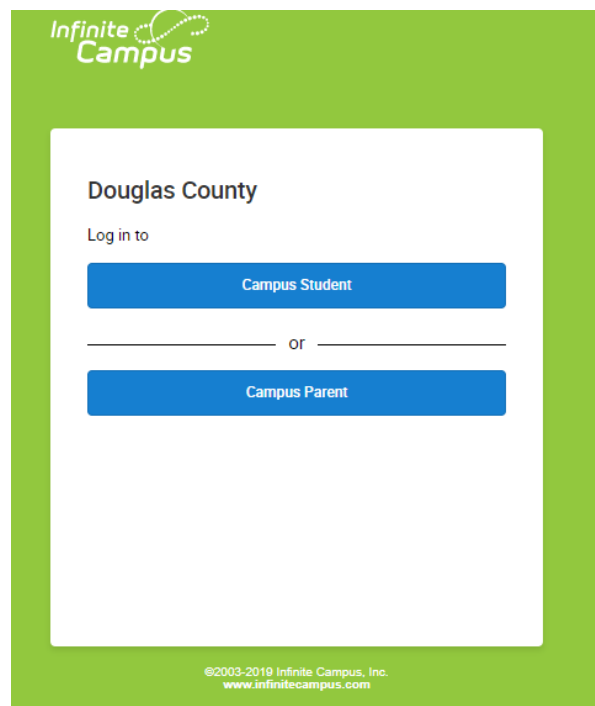 Infinite
Campus
Douglas County
Log in to
Campus Student
or
Campus Parent
©2003-2019 Infinite Campus, Inc.
www.infinitecampus.com